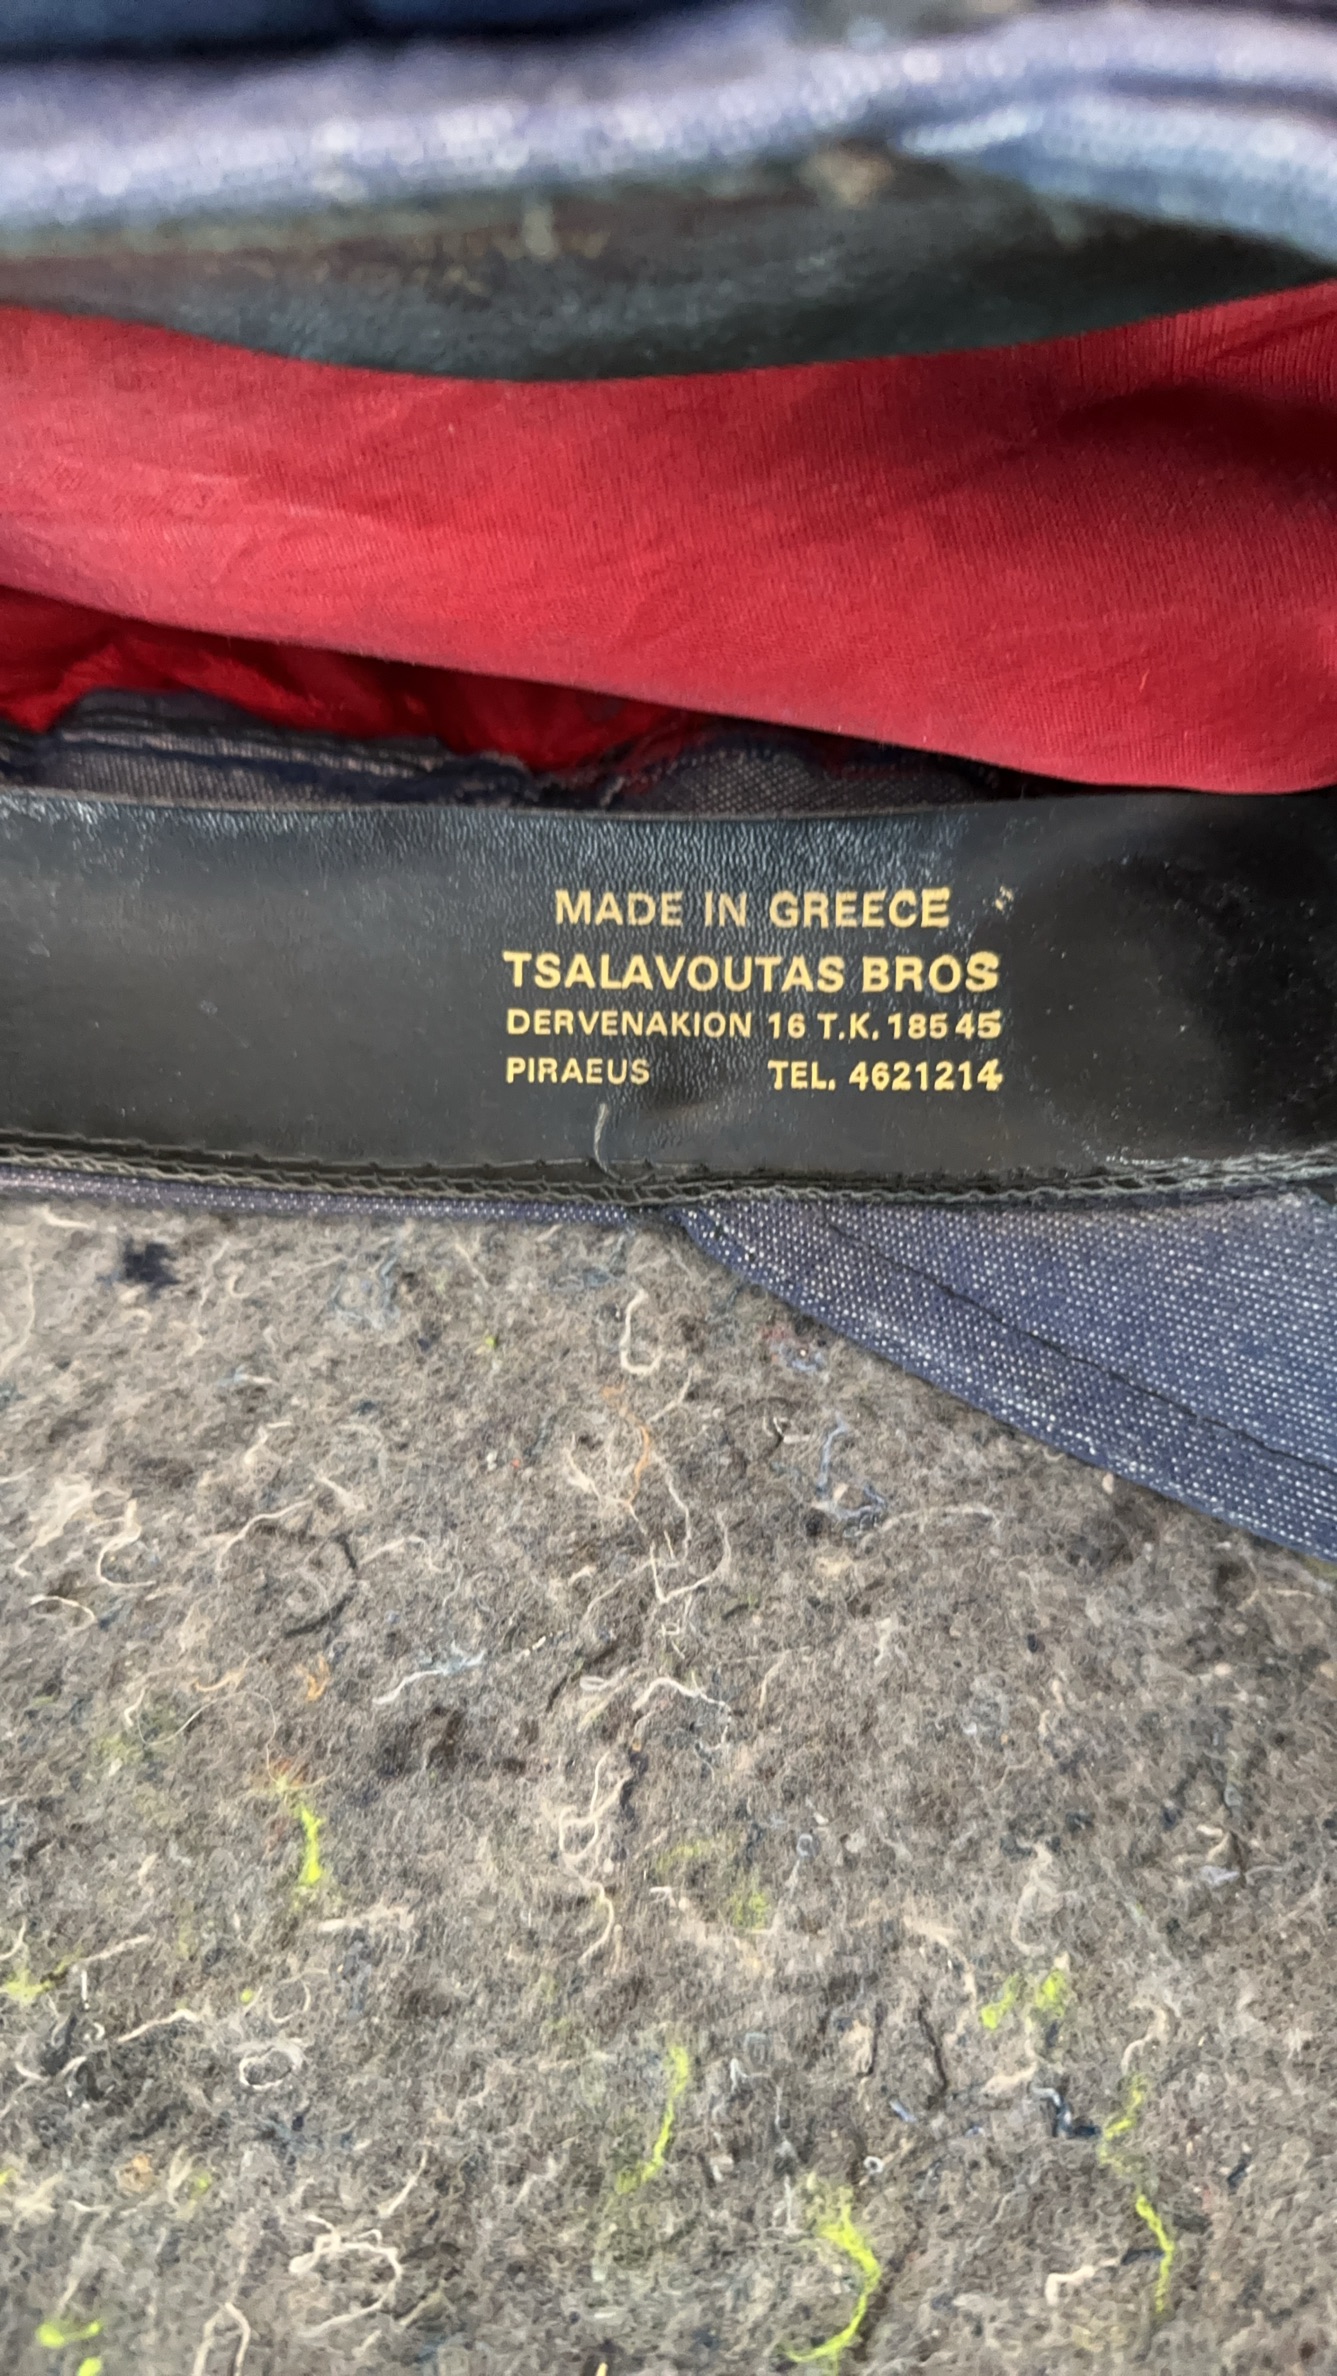 MADE IN GREECE
TSALAVOUTAS BROS
DERVENAKION 16 T.K. 185 45
PIRAEUS TEL. 4621214